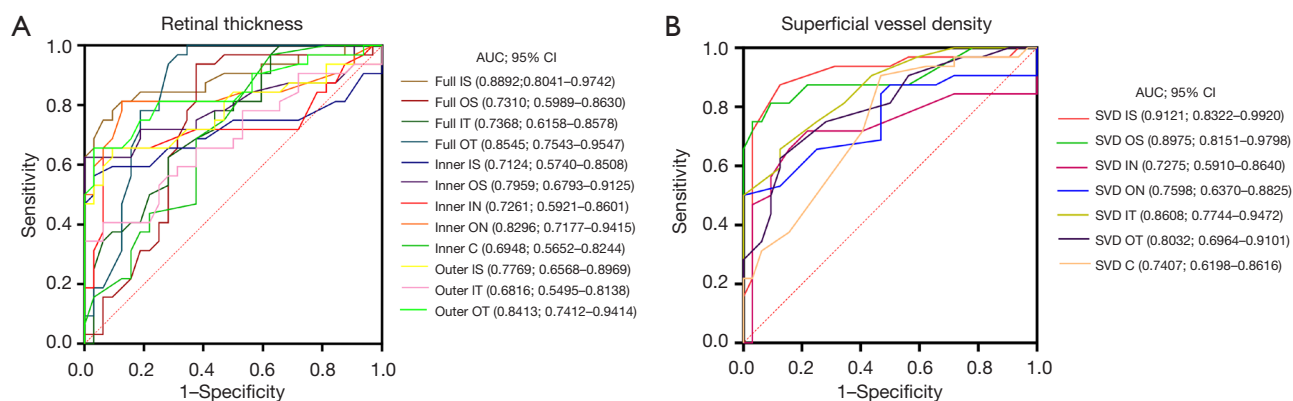 A
Retinal thickness
1.0
0.8
0.6
0.4
0.2
0.0
Sensitivity
0.0 0.2 0.4 0.6 0.8 1.0
1–Specificity
AUC; 95% CI
Full IS (0.8892;0.8041–0.9742)
Full OS (0.7310; 0.5989–0.8630)
Full IT (0.7368; 0.6158–0.8578)
Full OT (0.8545; 0.7543–0.9547)
Inner IS (0.7124; 0.5740–0.8508)
Inner OS (0.7959; 0.6793–0.9125)
Inner IN (0.7261; 0.5921–0.8601)
Inner ON (0.8296; 0.7177–0.9415)
Inner C (0.6948; 0.5652–0.8244)
Outer IS (0.7769; 0.6568–0.8969)
Outer IT (0.6816; 0.5495–0.8138)
Outer OT (0.8413; 0.7412–0.9414)
B
Superficial vessel density
1.0
0.8
0.6
0.4
0.2
0.0
Sensitivity
0.0 0.2 0.4 0.6 0.8 1.0
1–Specificity
AUC; 95% CI
SVD IS (0.9121; 0.8322–0.9920)
SVD OS (0.8975; 0.8151–0.9798)
SVD IN (0.7275; 0.5910–0.8640)
SVD ON (0.7598; 0.6370–0.8825)
SVD IT (0.8608; 0.7744–0.9472)
SVD OT (0.8032; 0.6964–0.9101)
SVD C (0.7407; 0.6198–0.8616)